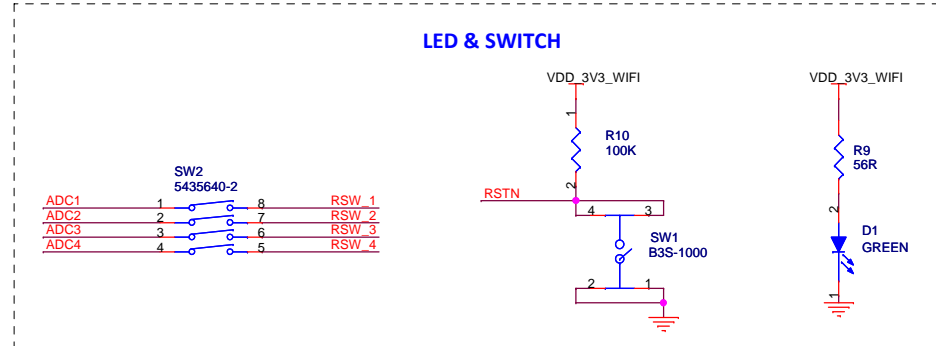 LED & SWITCH
VDD_3V3_WIFI
VDD_3V3_WIFI
1
R10
100K
2
R9
56R
SW2
5435640-2
ADC1 1 8 RSW_1
ADC2 2 7 RSW_2
ADC3 3 6 RSW_3
ADC4 4 5 RSW_4
RSTN
4 3
SW1
B3S-1000
2 1
2
D1
GREEN
1